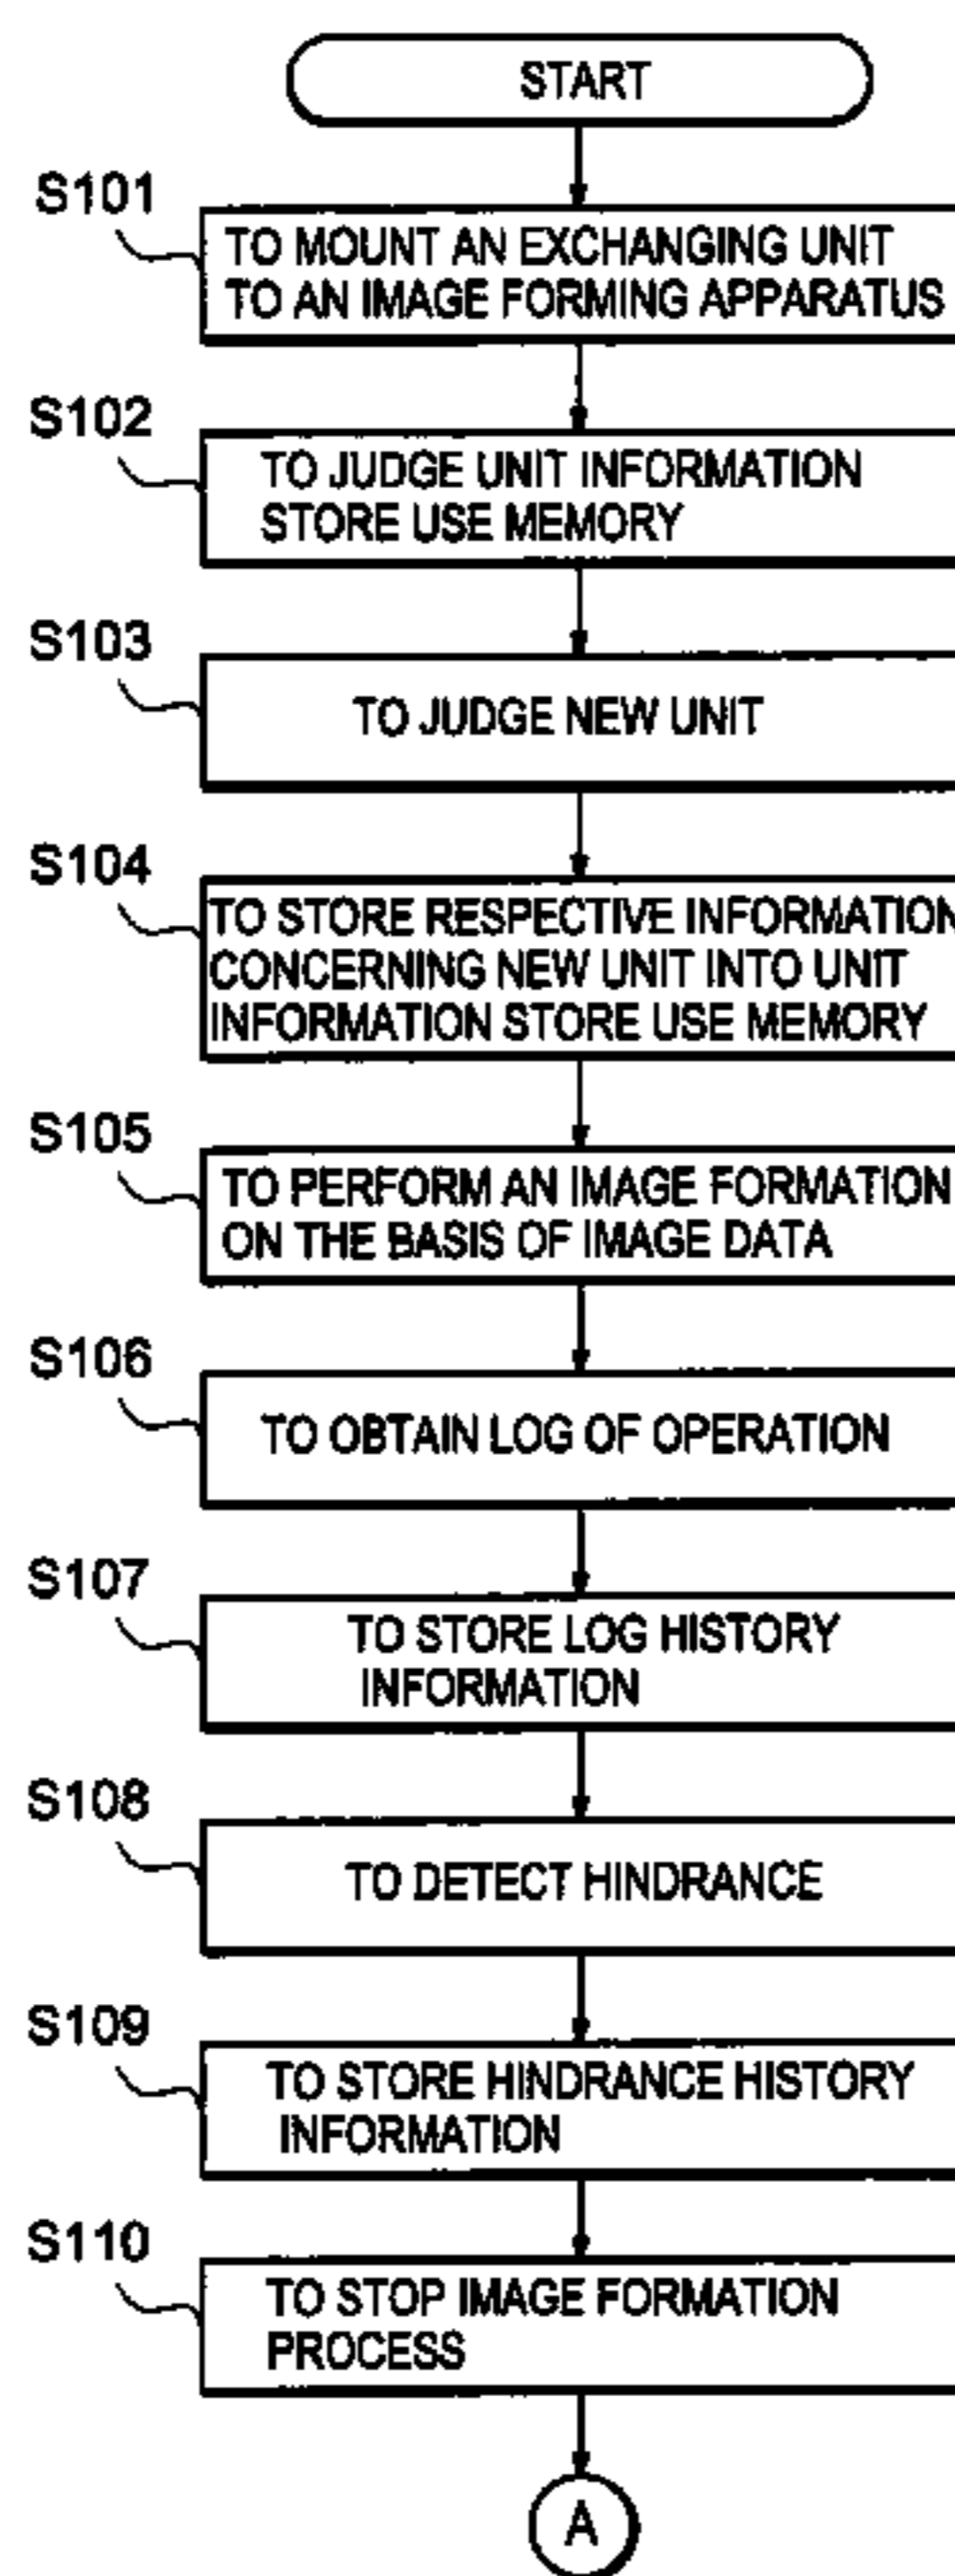 START
S101
TO MOUNT AN EXCHANGING UNIT
TO AN IMAGE FORMING APPARATUS
S102
TO JUDGE UNIT INFORMATION
STORE USE MEMORY
S103
TO JUDGE NEW UNIT
S104
TO STORE RESPECTIVE INFORMATION
CONCERNING NEW UNIT INTO UNIT
INFORMATION STORE USE MEMORY
S105
TO PERFORM AN IMAGE FORMATION
ON THE BASIS OF IMAGE DATA
S106
TO OBTAIN LOG OF OPERATION
S107
TO STORE LOG HISTORY
INFORMATION
S108
TO DETECT HINDRANCE
S109
TO STORE HINDRANCE HISTORY
INFORMATION
S110
TO STOP IMAGE FORMATION
PROCESS
A